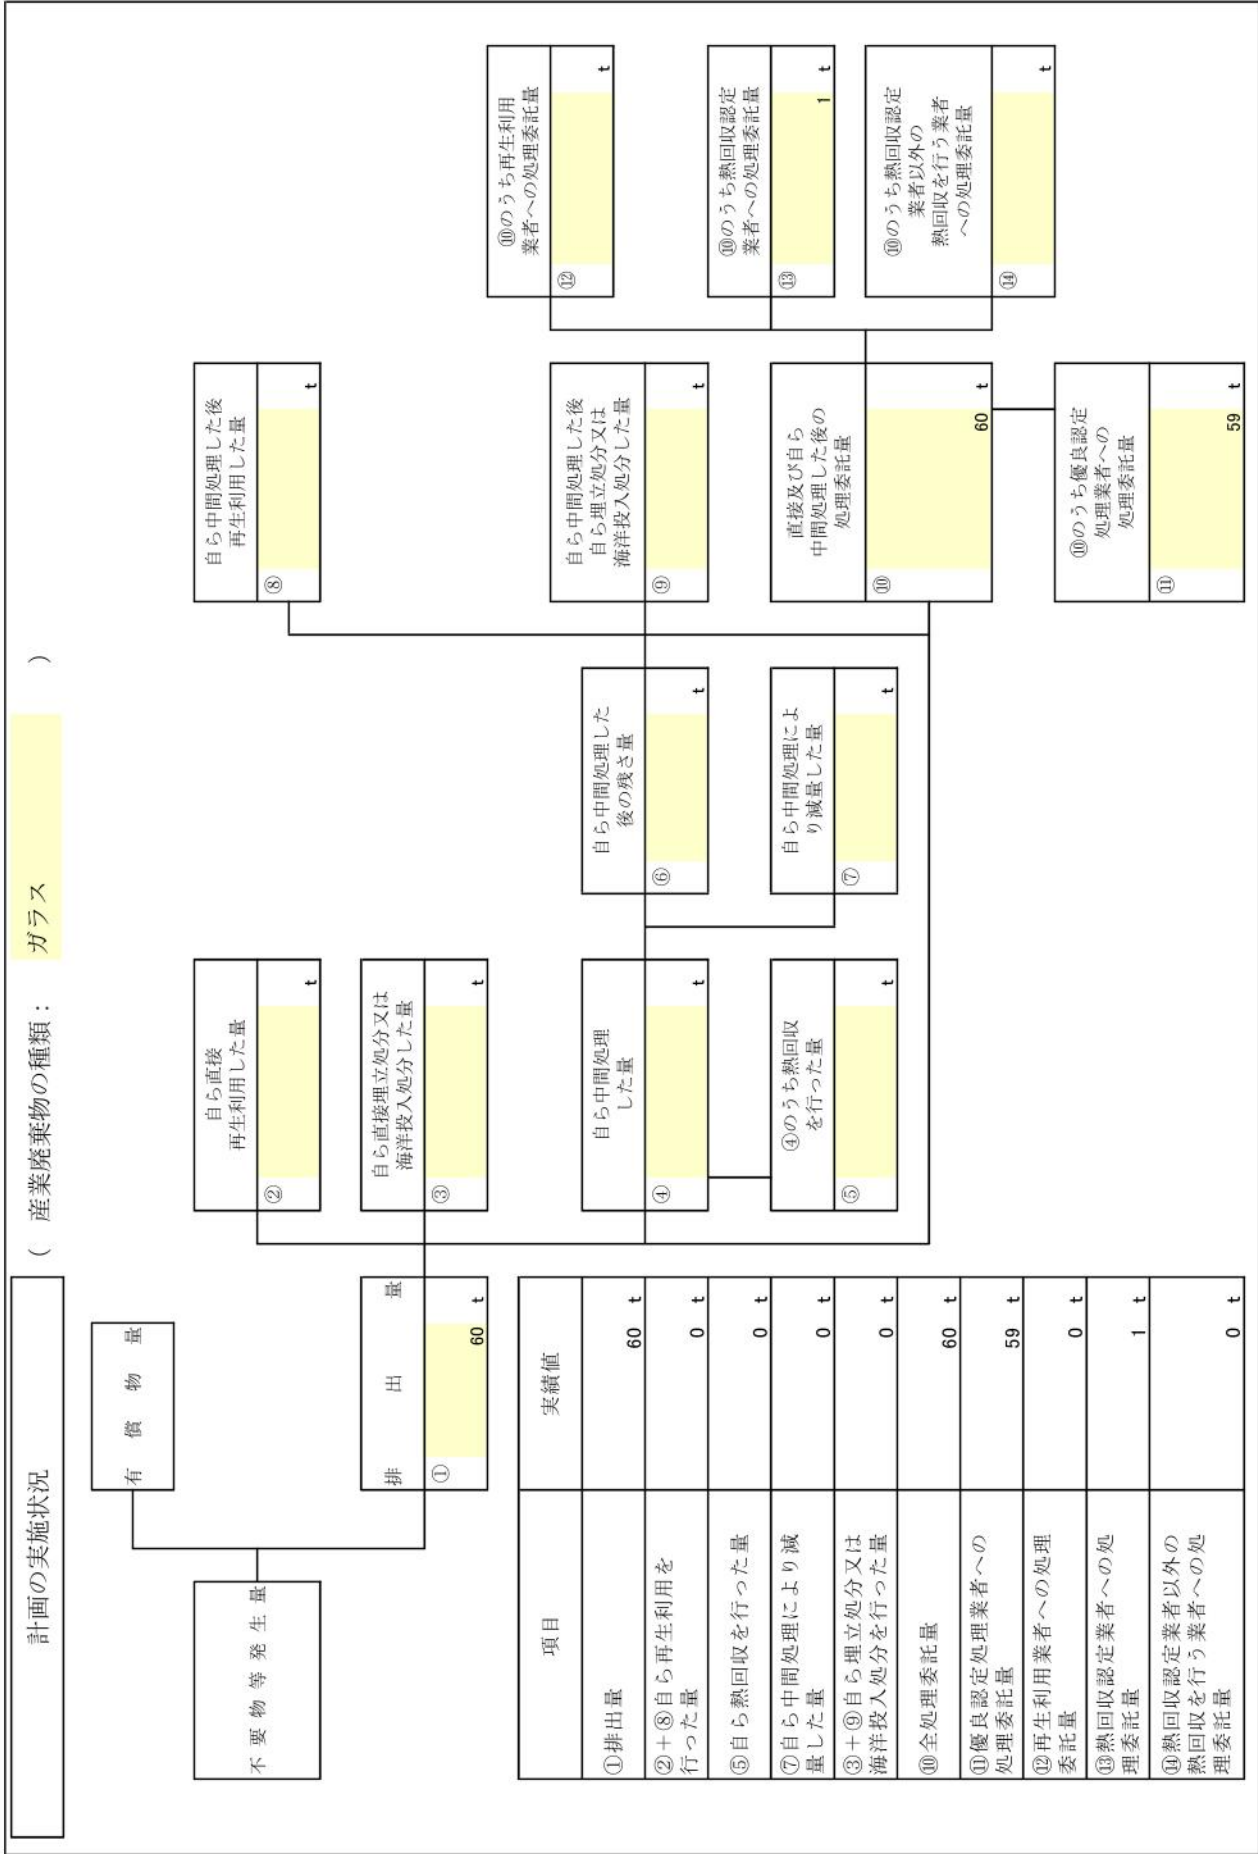 計画の実施状況
（ 産業廃棄物の種類： ガラス ）
有償物量
不要物等発生量
排出量
① 60 t
自ら直接
再生利用した量
② t
自ら直接埋立処分又は
海洋投入処分した量
③ t
自ら中間処理
した量
④ t
④のうち熱回収
を行った量
⑤ t
自ら中間処理した
後の残さ量
⑥ t
自ら中間処理によ
り減量した量
⑦ t
自ら中間処理した後
再生利用した量
⑧ t
自ら中間処理した後
自ら埋立処分又は
海洋投入処分した量
⑨ t
直接及び自ら
中間処理した後の
処理委託量
⑩ 60 t
⑩のうち優良認定
処理業者への
処理委託量
⑪ 59 t
⑩のうち再生利用
業者への処理委託量
⑫ t
⑩のうち熱回収認定
業者への処理委託量
⑬ 1 t
⑩のうち熱回収認定
業者以外の
熱回収を行う業者
への処理委託量
⑭ t
項目 実績値
①排出量 60 t
②＋⑧自ら再生利用を
行った量 0 t
⑤自ら熱回収を行った量 0 t
⑦自ら中間処理により減
量した量 0 t
③＋⑨自ら埋立処分又は
海洋投入処分を行った量 0 t
⑩全処理委託量 60 t
⑪優良認定処理業者への
処理委託量 59 t
⑫再生利用業者への処理
委託量 0 t
⑬熱回収認定業者への処
理委託量 1 t
⑭熱回収認定業者以外の
熱回収を行う業者への処
理委託量 0 t